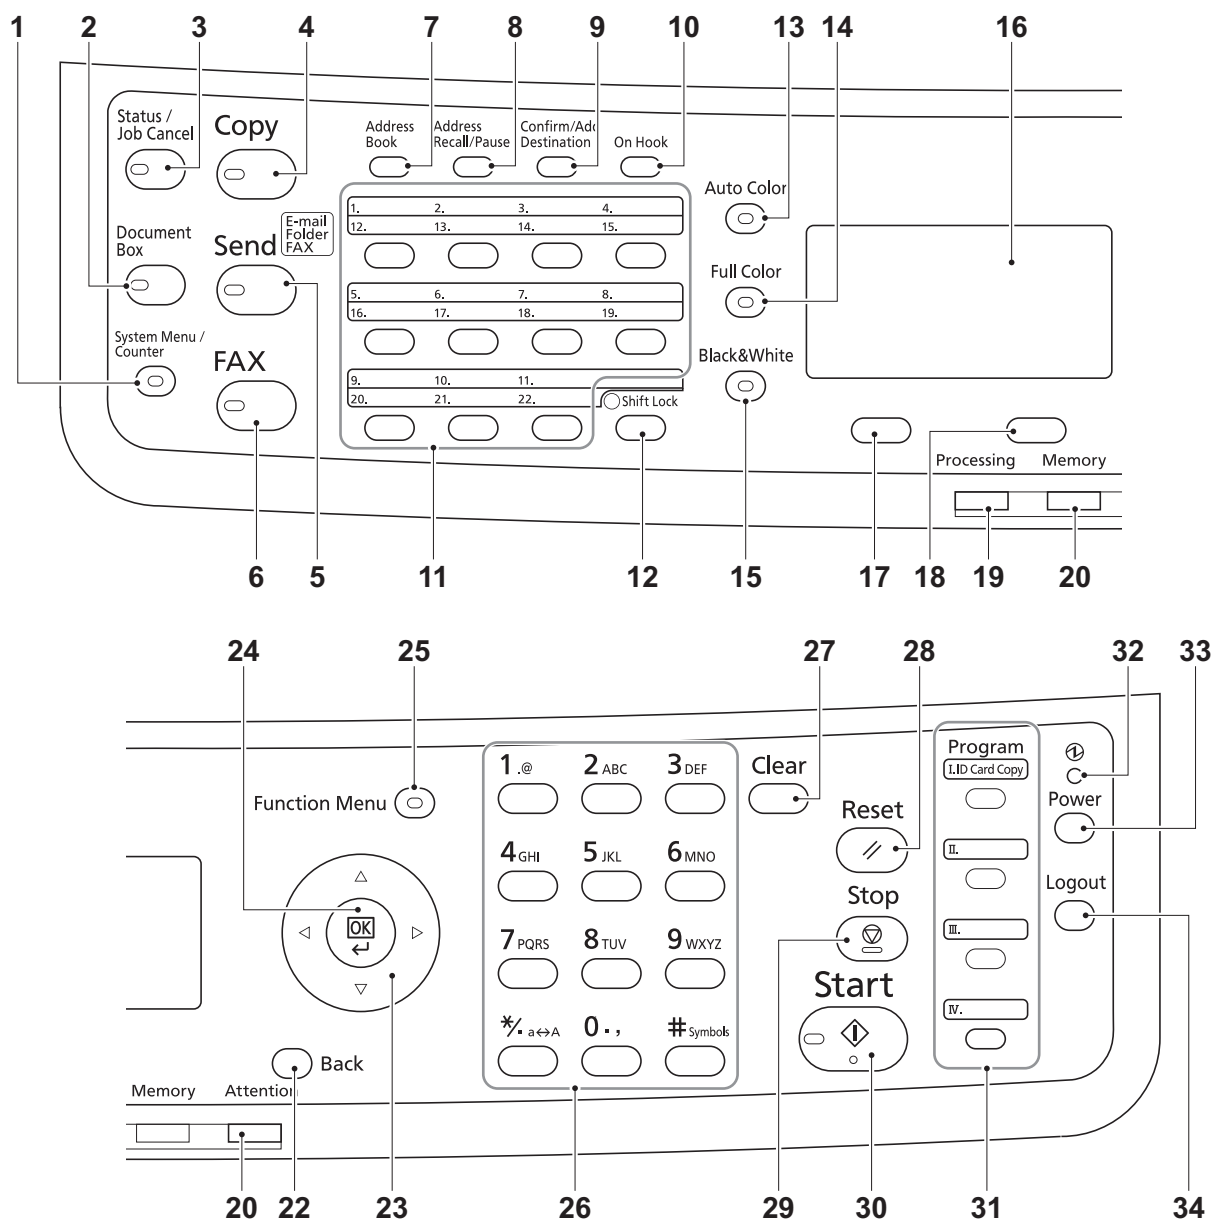 1 2 3 4 7 8 9 10 13 14 16
Status /
Job Cancel
Copy
Address
Book
Address
Recall/Pause
Confirm/Add
Destination
On Hook
Auto Color
1. 2. 3. 4.
12. 13. 14. 15.
Document
Box
Send
E-mail
Folder
FAX
Full Color
5. 6. 7. 8.
16. 17. 18. 19.
System Menu /
Counter
FAX
Black&White
9. 10. 11.
20. 21. 22.
Shift Lock
Processing Memory
6 5 11 12 15 17 18 19 20
24 25 27 28 32 33
Function Menu
1 .@ 2 ABC 3 DEF
Clear
Program
I.ID Card Copy
Power
Reset
4 GHI 5 JKL 6 MNO
II.
OK
Stop
Logout
7 PQRS 8 TUV 9 WXYZ
III.
Start
*/. a↔A 0 . , # Symbols
IV.
Back
Memory Attention
20 22 23 26 29 30 31 34